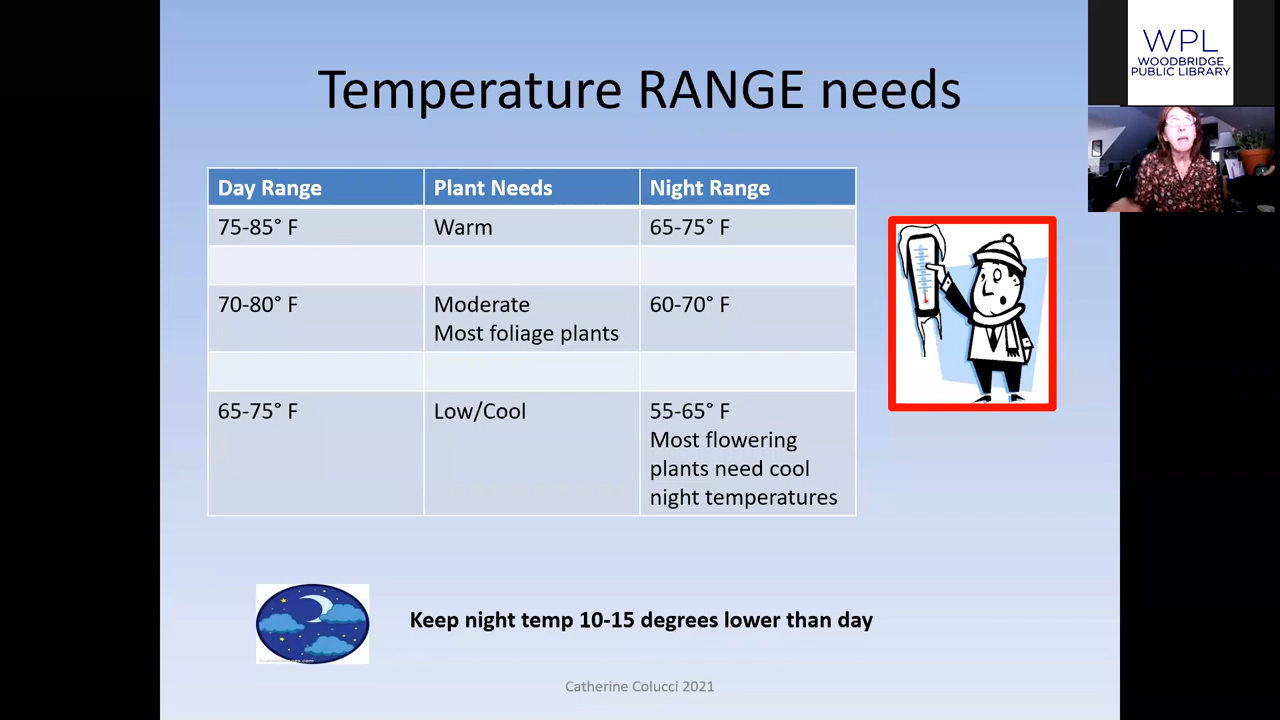 WPL
WOODBRIDGE
PUBLIC LIBRARY
Temperature RANGE needs
Day Range Plant Needs Night Range
75-85° F Warm 65-75° F
70-80° F Moderate 60-70° F
Most foliage plants
65-75° F Low/Cool 55-65° F
Most flowering
plants need cool
night temperatures
Keep night temp 10-15 degrees lower than day
Catherine Colucci 2021